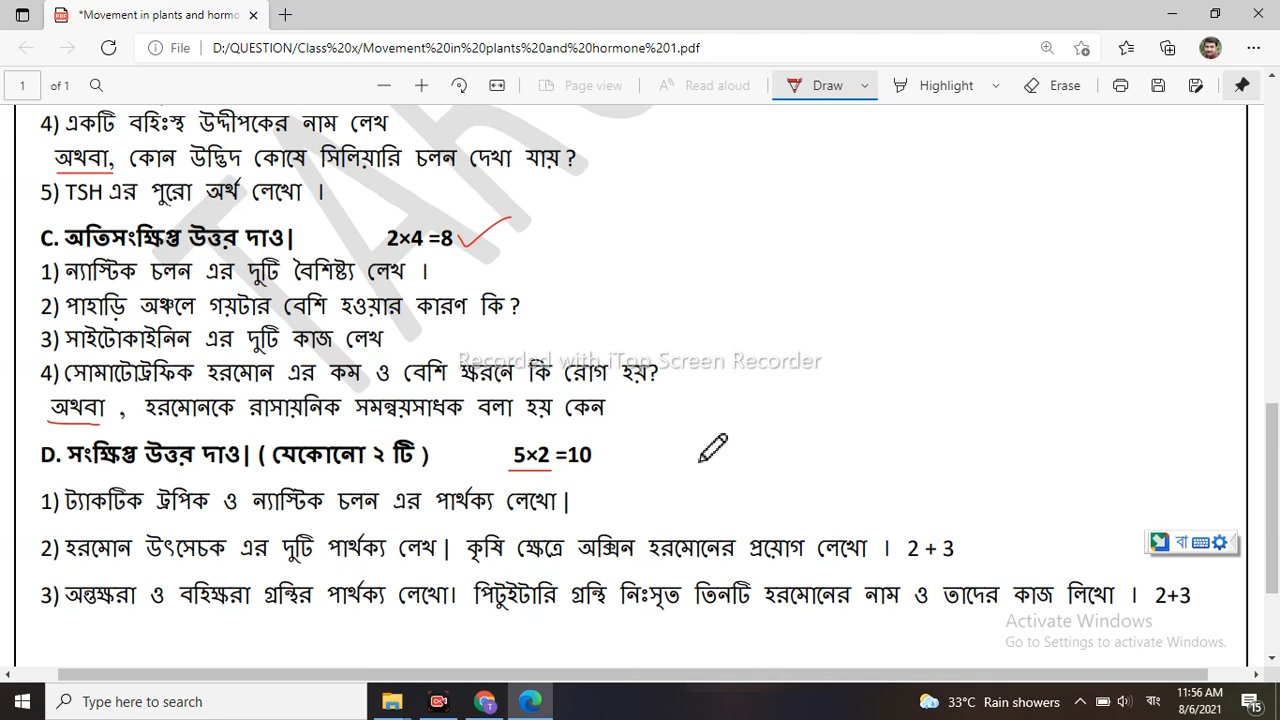 *Movement in plants and hormo
File D:/QUESTION/Class%20x/Movement%20in%20plants%20and%20hormone%201.pdf
1 of 1 Page view Read aloud Draw Highlight Erase
4) একটি বহিঃস্থ উদ্দীপকের নাম লেখ
অথবা, কোন উদ্ভিদ কোষে সিলিয়ারি চলন দেখা যায়?
5) TSH এর পুরো অর্থ লেখো ।
C. অতিসংক্ষিপ্ত উত্তর দাও| 2×4 =8
1) ন্যাস্টিক চলন এর দুটি বৈশিষ্ট্য লেখ ।
2) পাহাড়ি অঞ্চলে গয়টার বেশি হওয়ার কারণ কি?
3) সাইটোকাইনিন এর দুটি কাজ লেখ
Recorded with iTop Screen Recorder
4) সোমাটোট্রফিক হরমোন এর কম ও বেশি ক্ষরনে কি রোগ হয়?
অথবা , হরমোনকে রাসায়নিক সমন্বয়সাধক বলা হয় কেন
D. সংক্ষিপ্ত উত্তর দাও| ( যেকোনো ২ টি ) 5×2 =10
1) ট্যাকটিক ট্রপিক ও ন্যাস্টিক চলন এর পার্থক্য লেখো|
বা
2) হরমোন উৎসেচক এর দুটি পার্থক্য লেখ| কৃষি ক্ষেত্রে অক্সিন হরমোনের প্রয়োগ লেখো । 2 + 3
3) অন্তক্ষরা ও বহিক্ষরা গ্রন্থির পার্থক্য লেখো। পিটুইটারি গ্রন্থি নিঃসৃত তিনটি হরমোনের নাম ও তাদের কাজ লিখো । 2+3
Activate Windows
Go to Settings to activate Windows.
Type here to search 33°C Rain showers বাং 11:56 AM
8/6/2021 15